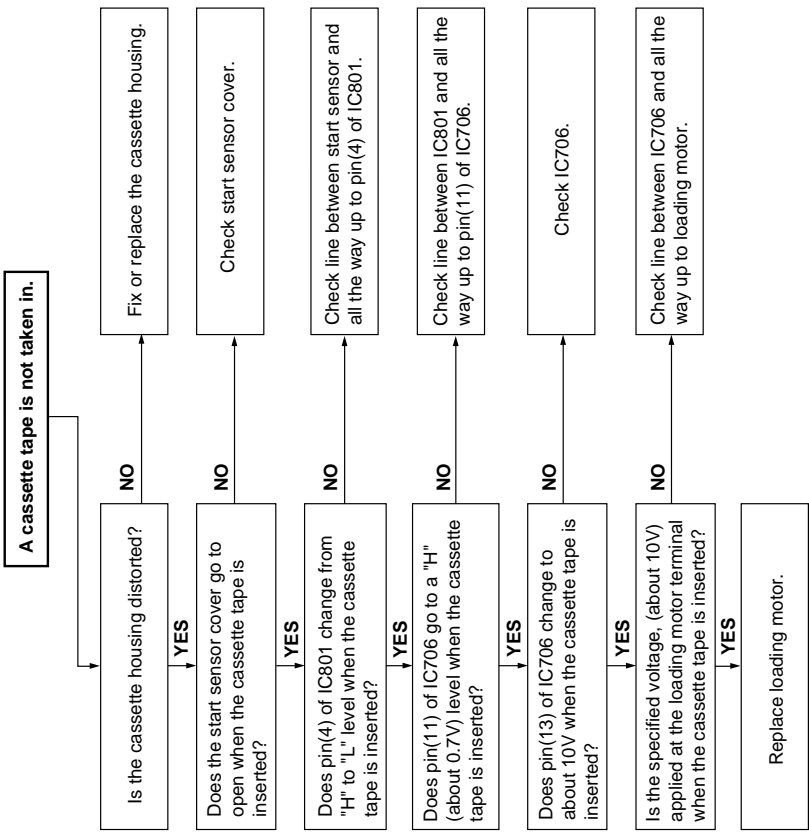 A cassette tape is not taken in.
Is the cassette housing distorted?
NO
Fix or replace the cassette housing.
YES
Does the start sensor cover go to
open when the cassette tape is
inserted?
NO
Check start sensor cover.
YES
Does pin(4) of IC801 change from
"H" to "L" level when the cassette
tape is inserted?
NO
Check line between start sensor and
all the way up to pin(4) of IC801.
YES
Does pin(11) of IC706 go to a "H"
(about 0.7V) level when the cassette
tape is inserted?
NO
Check line between IC801 and all the
way up to pin(11) of IC706.
YES
Does pin(13) of IC706 change to
about 10V when the cassette tape is
inserted?
NO
Check IC706.
YES
Is the specified voltage, (about 10V)
applied at the loading motor terminal
when the cassette tape is inserted?
NO
Check line between IC706 and all the
way up to loading motor.
YES
Replace loading motor.